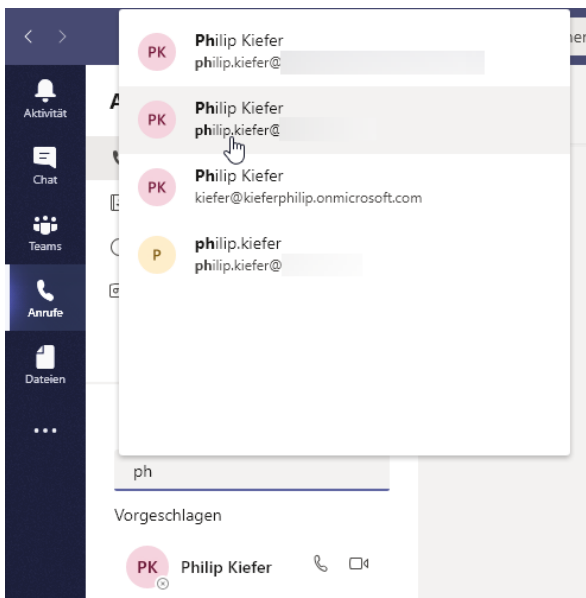 PK
Philip Kiefer
philip.kiefer@
PK
Philip Kiefer
philip.kiefer@
PK
Philip Kiefer
kiefer@kieferphilip.onmicrosoft.com
P
philip.kiefer
philip.kiefer@
Aktivität
Chat
Teams
Anrufe
Dateien
ph
Vorgeschlagen
PK
Philip Kiefer